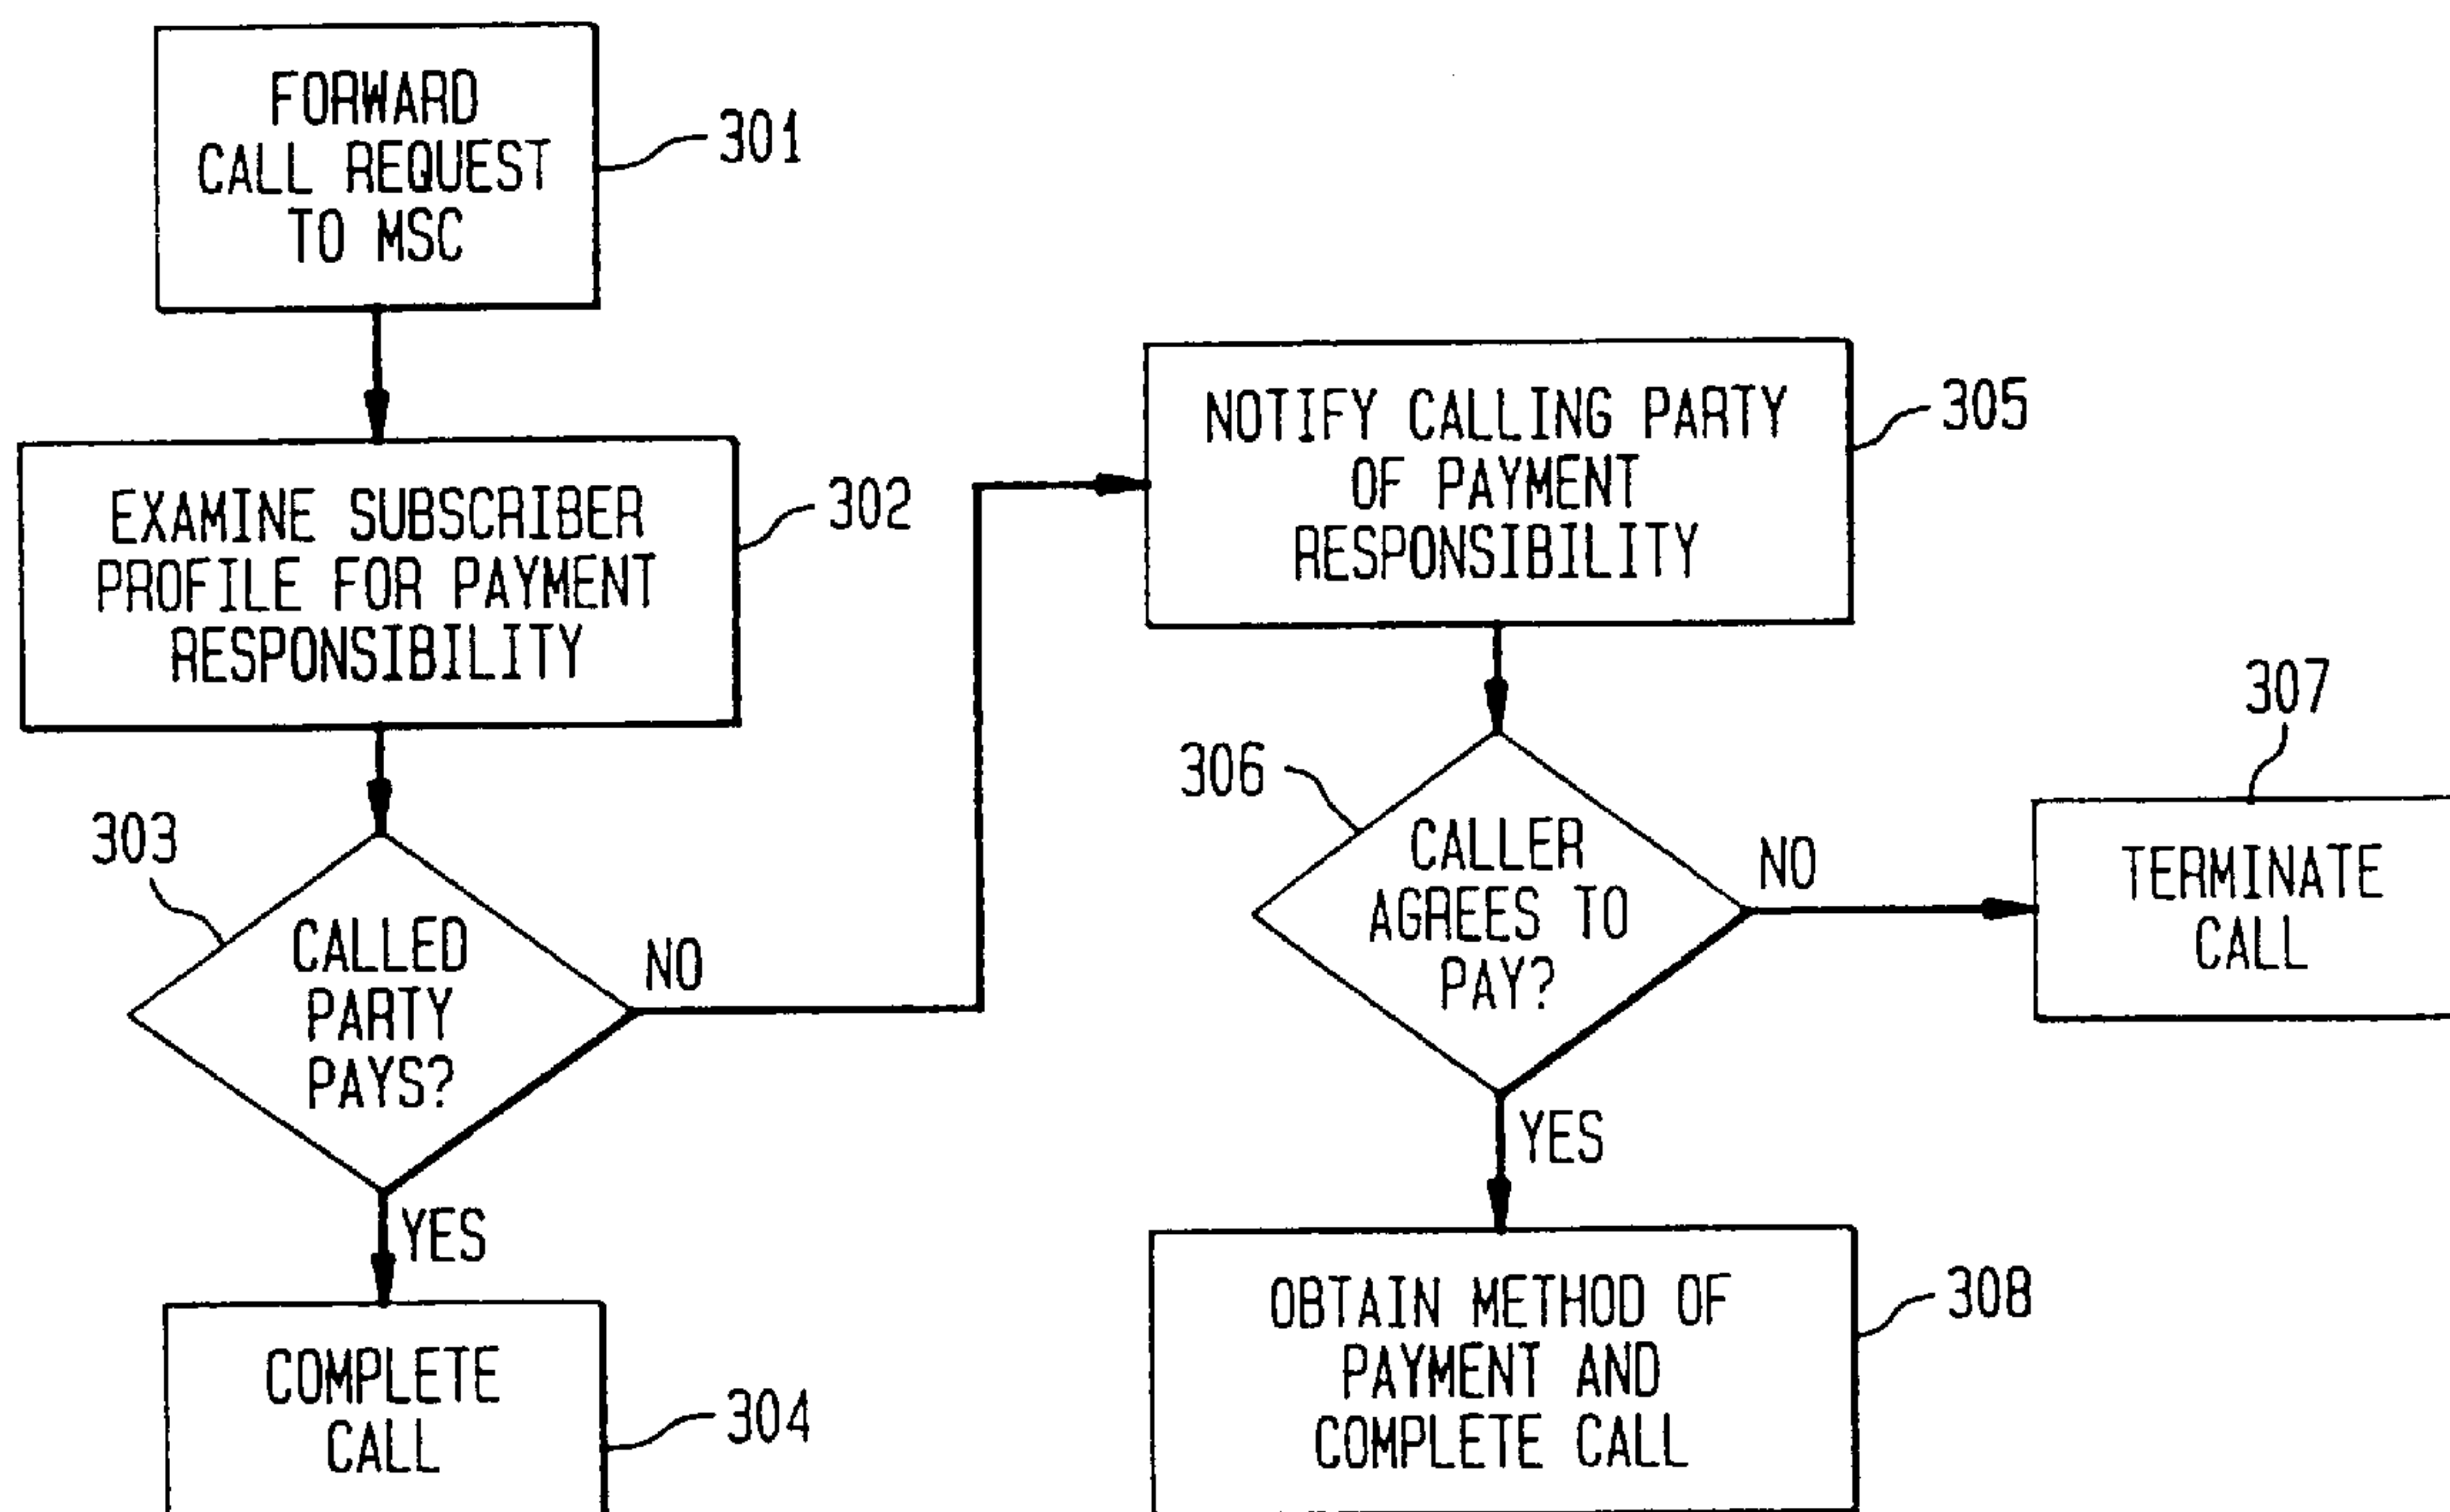 FORWARD
CALL REQUEST
TO MSC
301
EXAMINE SUBSCRIBER
PROFILE FOR PAYMENT
RESPONSIBILITY
302
303
CALLED
PARTY
PAYS?
NO
YES
COMPLETE
CALL
304
NOTIFY CALLING PARTY
OF PAYMENT
RESPONSIBILITY
305
306
CALLER
AGREES TO
PAY?
NO
307
TERMINATE
CALL
YES
OBTAIN METHOD OF
PAYMENT AND
COMPLETE CALL
308